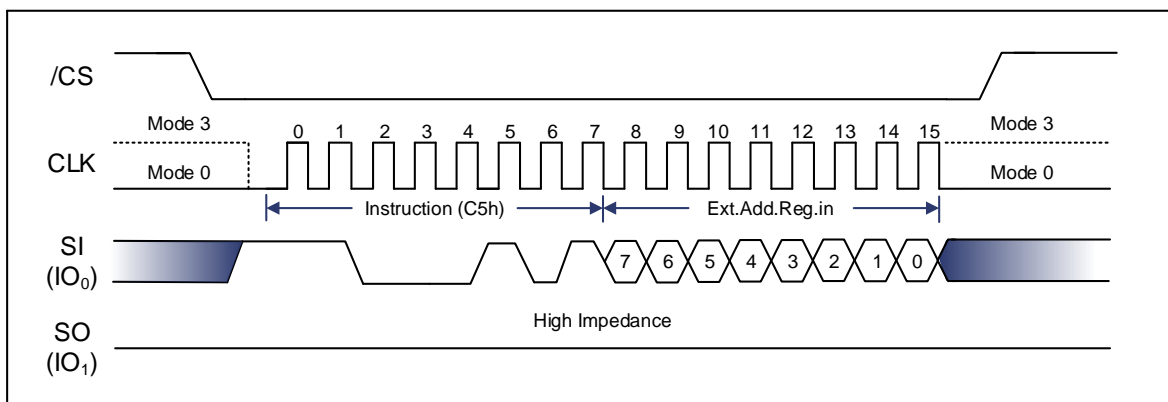 /CS
Mode 3
0 1 2 3 4 5 6 7 8 9 10 11 12 13 14 15
Mode 3
CLK
Mode 0
Mode 0
Instruction (C5h)
Ext.Add.Reg.in
SI
(IO₀)
7 6 5 4 3 2 1 0
High Impedance
SO
(IO₁)